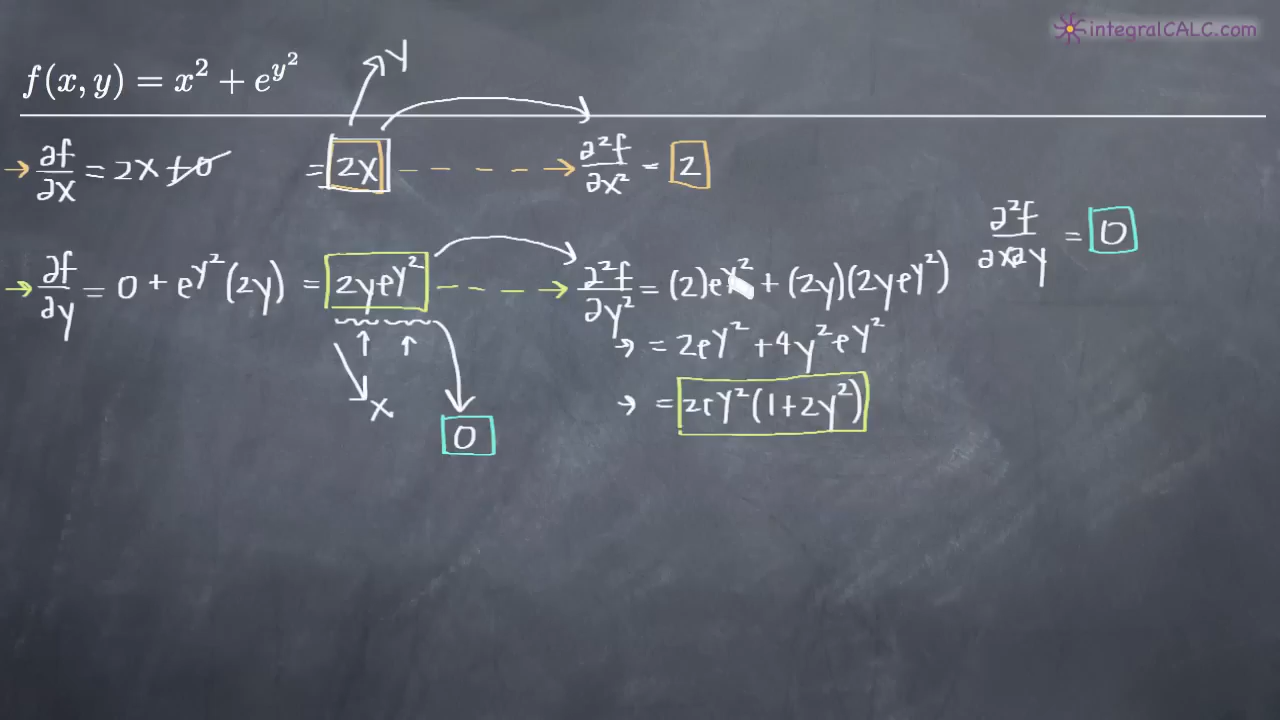 integralCALC.com
f(x, y) = x² + e^{y²}
Y
∂f/∂x = 2x + 0 = 2x → ∂²f/∂x² = 2
∂²f/∂x∂y = 0
∂f/∂y = 0 + e^{y²}(2y) = 2ye^{y²} → ∂²f/∂y² = (2)e^{y²} + (2y)(2ye^{y²})
→ = 2e^{y²} + 4y²e^{y²}
x
→ = 2e^{y²}(1+2y²)
0